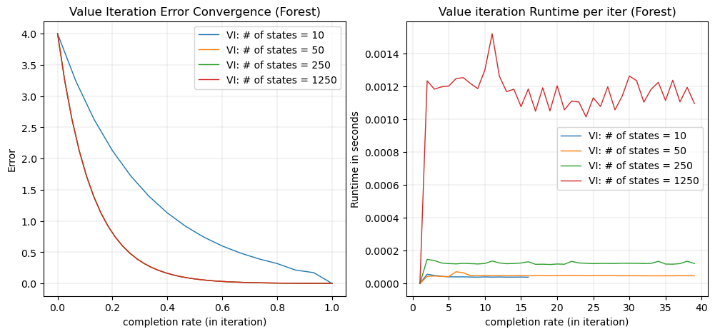 Value Iteration Error Convergence (Forest)
Error
4.0
3.5
3.0
2.5
2.0
1.5
1.0
0.5
0.0
VI: # of states = 10
VI: # of states = 50
VI: # of states = 250
VI: # of states = 1250
0.0 0.2 0.4 0.6 0.8 1.0
completion rate (in iteration)
Value iteration Runtime per iter (Forest)
Runtime in seconds
0.0014
0.0012
0.0010
0.0008
0.0006
0.0004
0.0002
0.0000
VI: # of states = 10
VI: # of states = 50
VI: # of states = 250
VI: # of states = 1250
0 5 10 15 20 25 30 35 40
completion rate (in iteration)